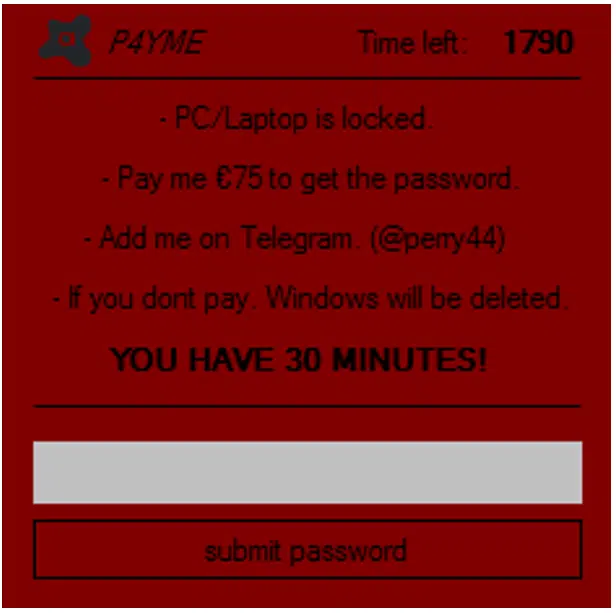 P4YME Time left: 1790
- PC/Laptop is locked.
- Pay me €75 to get the password.
- Add me on Telegram. (@perry44)
- If you dont pay. Windows will be deleted.
YOU HAVE 30 MINUTES!
submit password